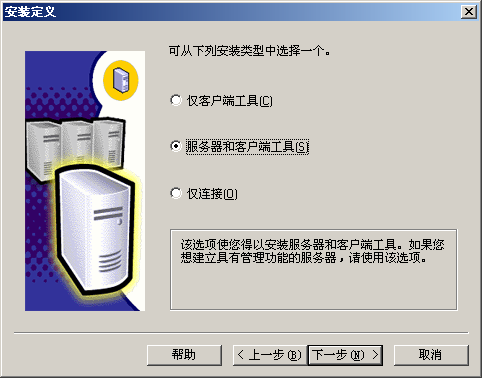 安装定义
可从下列安装类型中选择一个。
仅客户端工具(C)
服务器和客户端工具(S)
仅连接(O)
该选项使您得以安装服务器和客户端工具。如果您
想建立具有管理功能的服务器,请使用该选项。
帮助
< 上一步(B)
下一步(N) >
取消